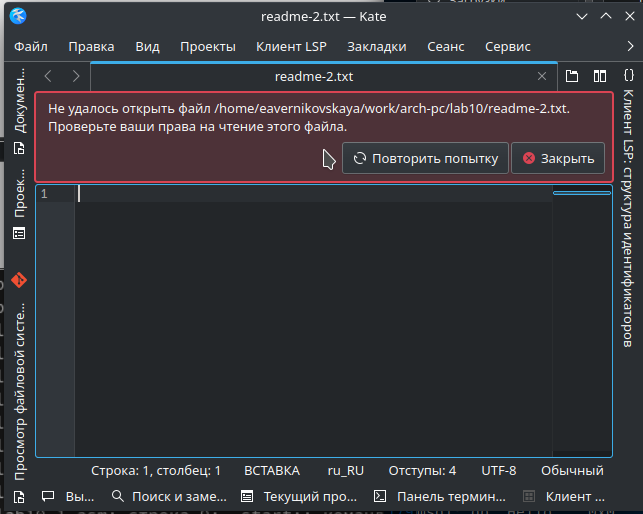 readme-2.txt — Kate
Файл Правка Вид Проекты Клиент LSP Закладки Сеанс Сервис
readme-2.txt
Не удалось открыть файл /home/eavernikovskaya/work/arch-pc/lab10/readme-2.txt.
Проверьте ваши права на чтение этого файла.
Повторить попытку Закрыть
1
Докумен...
Проек...
Просмотр файловой систе...
{} Клиент LSP: структура идентификаторов
Строка: 1, столбец: 1 ВСТАВКА ru_RU Отступы: 4 UTF-8 Обычный
Вы... Поиск и заме... Текущий про... Панель термин... Клиент ...